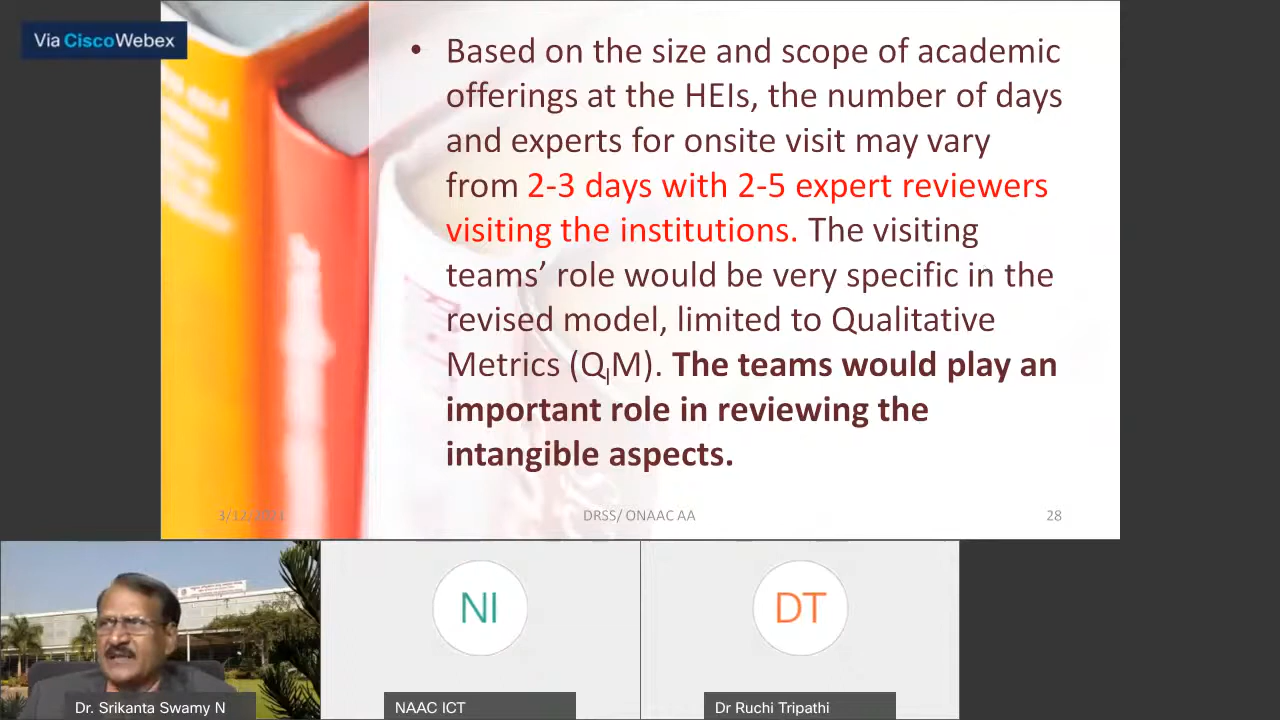 Via CiscoWebex
• Based on the size and scope of academic
offerings at the HEIs, the number of days
and experts for onsite visit may vary
from 2-3 days with 2-5 expert reviewers
visiting the institutions. The visiting
teams’ role would be very specific in the
revised model, limited to Qualitative
Metrics (QlM). The teams would play an
important role in reviewing the
intangible aspects.
DRSS/ ONAAC AA
28
NI
DT
Dr. Srikanta Swamy N
NAAC ICT
Dr Ruchi Tripathi